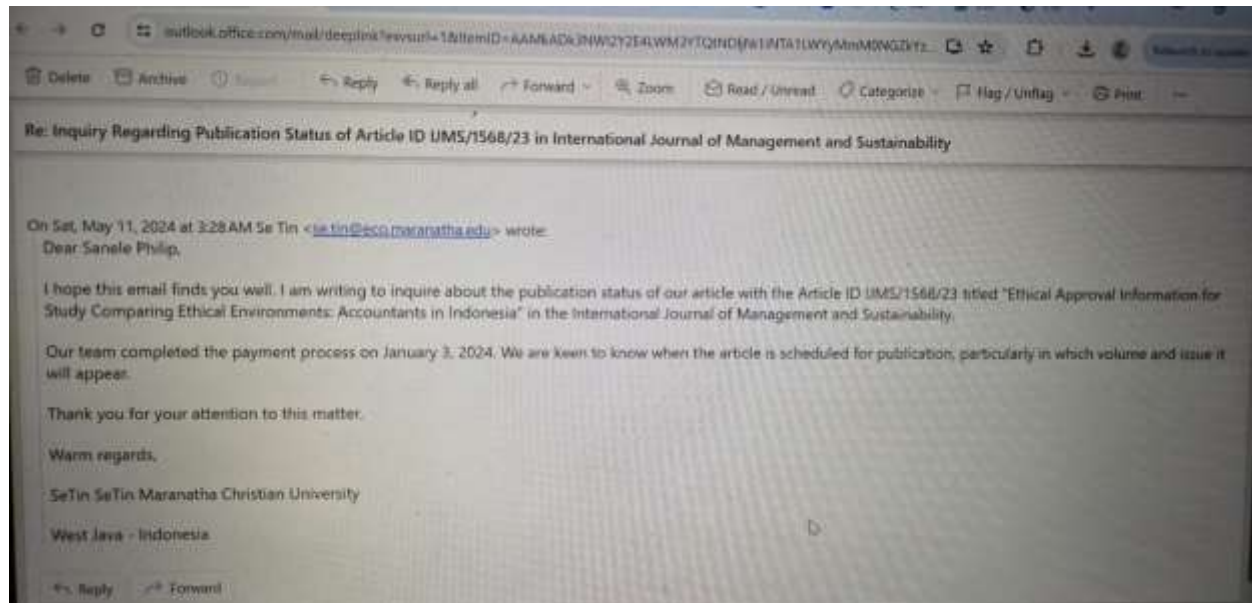 Delete Archive Reply Reply all Forward Zoom Read / Unread Categorize Flag / Unflag Print
Re: Inquiry Regarding Publication Status of Article ID IJMS/1568/23 in International Journal of Management and Sustainability
On Sat, May 11, 2024 at 3:28 AM Se Tin <se.tin@eco.maranatha.edu> wrote:
Dear Sanele Philip,
I hope this email finds you well. I am writing to inquire about the publication status of our article with the Article ID IJMS/1568/23 titled "Ethical Approval Information for
Study Comparing Ethical Environments: Accountants in Indonesia" in the International Journal of Management and Sustainability.
Our team completed the payment process on January 3, 2024. We are keen to know when the article is scheduled for publication, particularly in which volume and issue it
will appear.
Thank you for your attention to this matter.
Warm regards,
SeTin SeTin Maranatha Christian University
West Java - Indonesia
Reply Forward